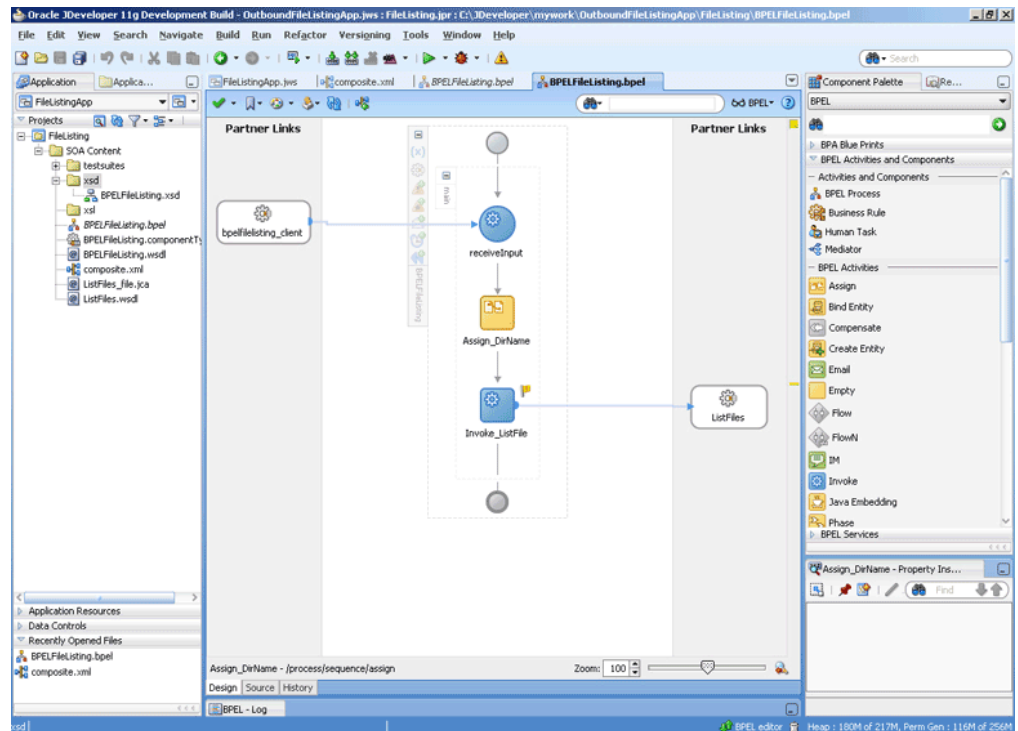 Oracle JDeveloper 11g Development Build - OutboundFileListingApp.jws : FileListing.jpr : C:\JDeveloper\mywork\OutboundFileListingApp\FileListing\BPELFileListing.bpel
File Edit View Search Navigate Build Run Refactor Versioning Tools Window Help
Search
Application Applica...
FileListingApp
Projects
FileListing
SOA Content
testsuites
xsd
BPELFileListing.xsd
xsl
BPELFileListing.bpel
BPELFileListing.componentTy
BPELFileListing.wsdl
composite.xml
ListFiles_file.jca
ListFiles.wsdl
Application Resources
Data Controls
Recently Opened Files
BPELFileListing.bpel
composite.xml
FileListingApp.jws composite.xml BPELFileListing.bpel BPELFileListing.bpel
BPEL
Partner Links
Partner Links
main
bpelfilelisting_client
receiveInput
BPELFileListing
Assign_DirName
Invoke_ListFile
ListFiles
Assign_DirName - /process/sequence/assign
Zoom: 100
Design Source History
BPEL - Log
Component Palette Re...
BPEL
BPA Blue Prints
BPEL Activities and Components
Activities and Components
BPEL Process
Business Rule
Human Task
Mediator
BPEL Activities
Assign
Bind Entity
Compensate
Create Entity
Email
Empty
Flow
FlowN
IM
Invoke
Java Embedding
Phase
BPEL Services
Assign_DirName - Property Ins...
Find
xsd
BPEL editor
Heap : 180M of 217M, Perm Gen : 116M of 256M